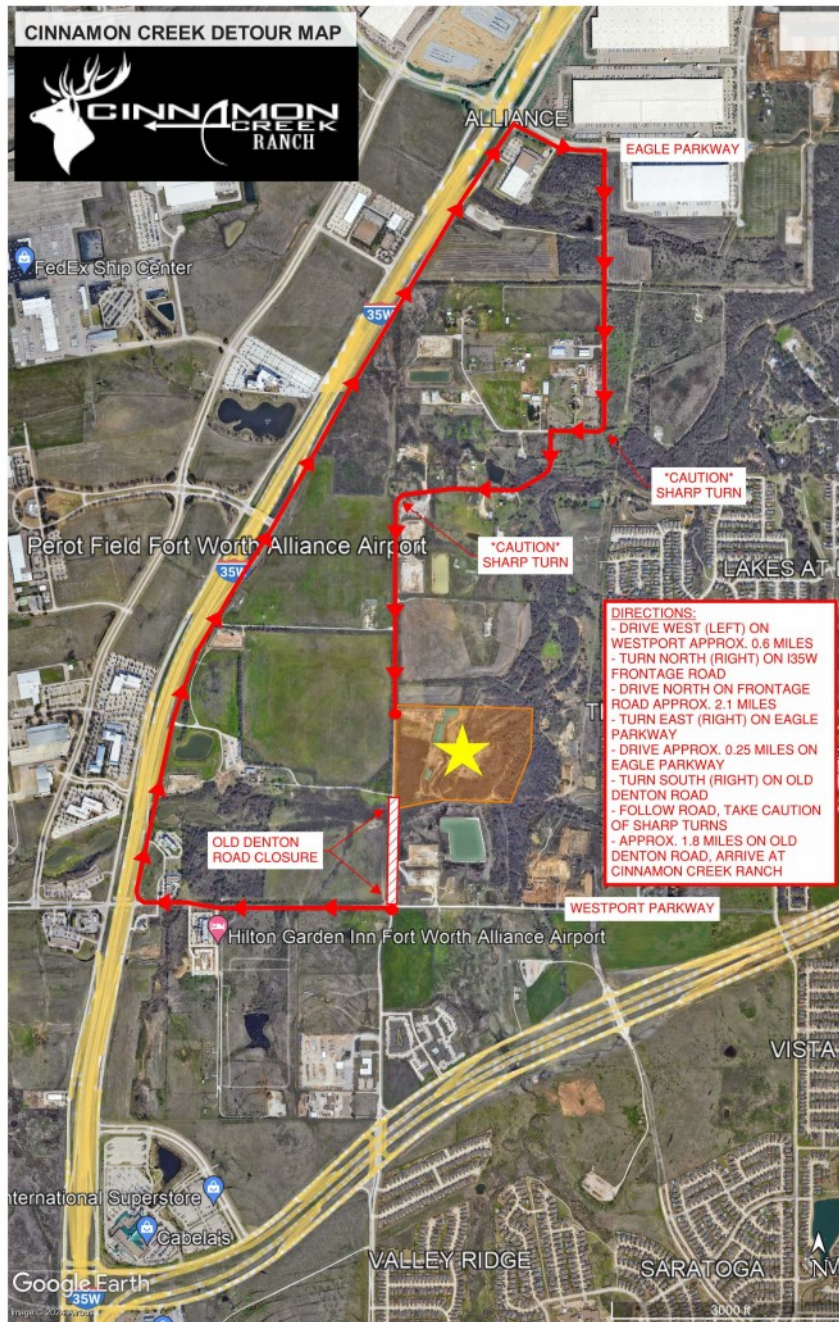 CINNAMON CREEK DETOUR MAP
CINNAMON
CREEK
RANCH
ALLIANCE
EAGLE PARKWAY
FedEx Ship Center
35W
*CAUTION*
SHARP TURN
*CAUTION*
SHARP TURN
Perot Field Fort Worth Alliance Airport
35W
LAKES AT
DIRECTIONS:
- DRIVE WEST (LEFT) ON
WESTPORT APPROX. 0.6 MILES
- TURN NORTH (RIGHT) ON I35W
FRONTAGE ROAD
- DRIVE NORTH ON FRONTAGE
ROAD APPROX. 2.1 MILES
- TURN EAST (RIGHT) ON EAGLE
PARKWAY
- DRIVE APPROX. 0.25 MILES ON
EAGLE PARKWAY
- TURN SOUTH (RIGHT) ON OLD
DENTON ROAD
- FOLLOW ROAD, TAKE CAUTION
OF SHARP TURNS
- APPROX. 1.8 MILES ON OLD
DENTON ROAD, ARRIVE AT
CINNAMON CREEK RANCH
OLD DENTON
ROAD CLOSURE
WESTPORT PARKWAY
Hilton Garden Inn Fort Worth Alliance Airport
VISTA
nternational Superstore
Cabela's
VALLEY RIDGE
SARATOGA
N
Google Earth
35W
3000 ft